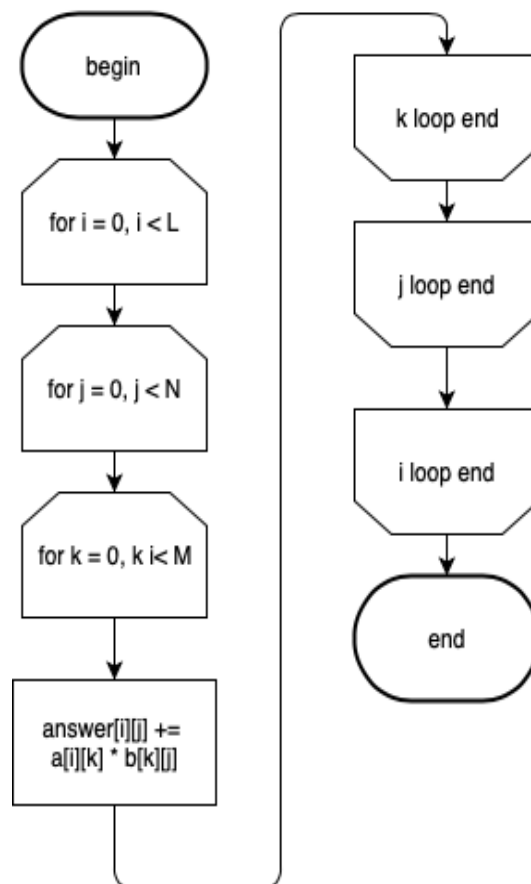 begin
for i = 0, i < L
for j = 0, j < N
for k = 0, k i< M
answer[i][j] +=
a[i][k] * b[k][j]
k loop end
j loop end
i loop end
end